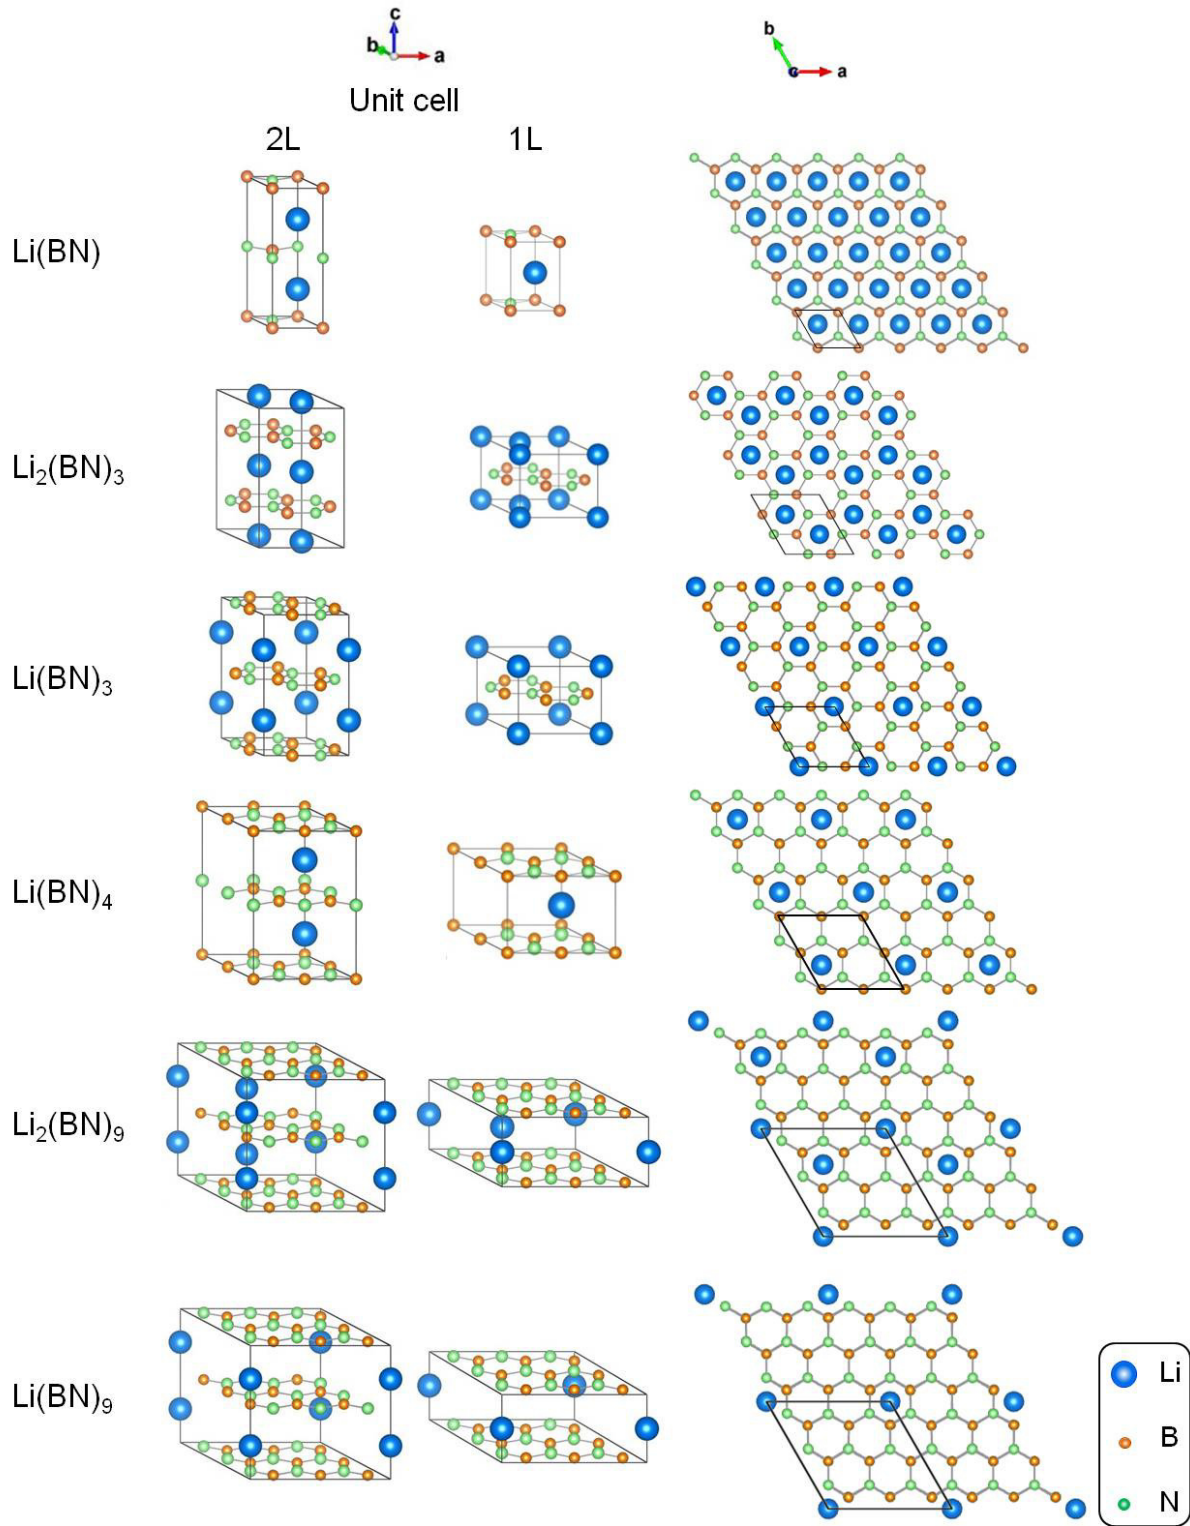 c
b a
b
c a
Unit cell
2L 1L
Li(BN)
Li₂(BN)₃
Li(BN)₃
Li(BN)₄
Li₂(BN)₉
Li(BN)₉
Li
B
N